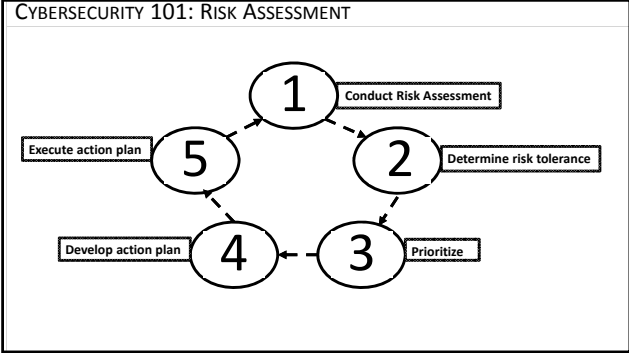 CYBERSECURITY 101: RISK ASSESSMENT
1
Conduct Risk Assessment
2
Determine risk tolerance
3
Prioritize
4
Develop action plan
5
Execute action plan